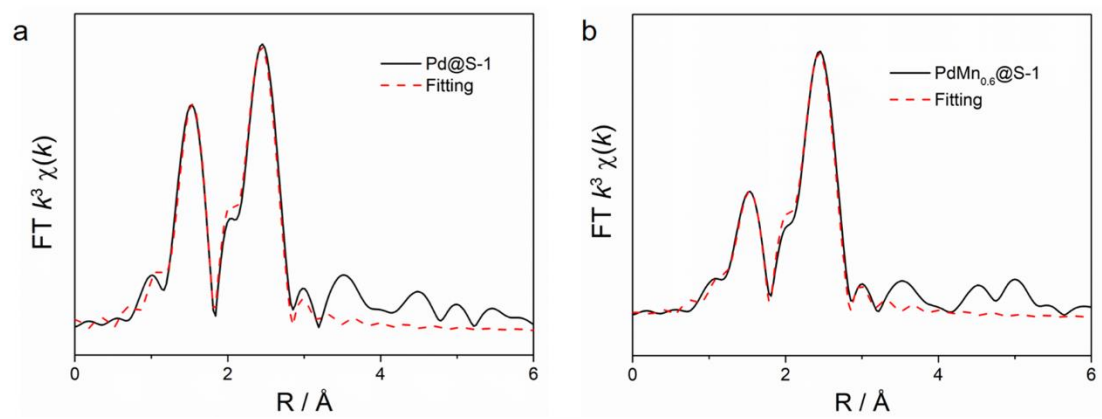 a
Pd@S-1
Fitting
FT k³ χ(k)
0 2 4 6
R / Å
b
PdMn₀.₆@S-1
Fitting
FT k³ χ(k)
0 2 4 6
R / Å